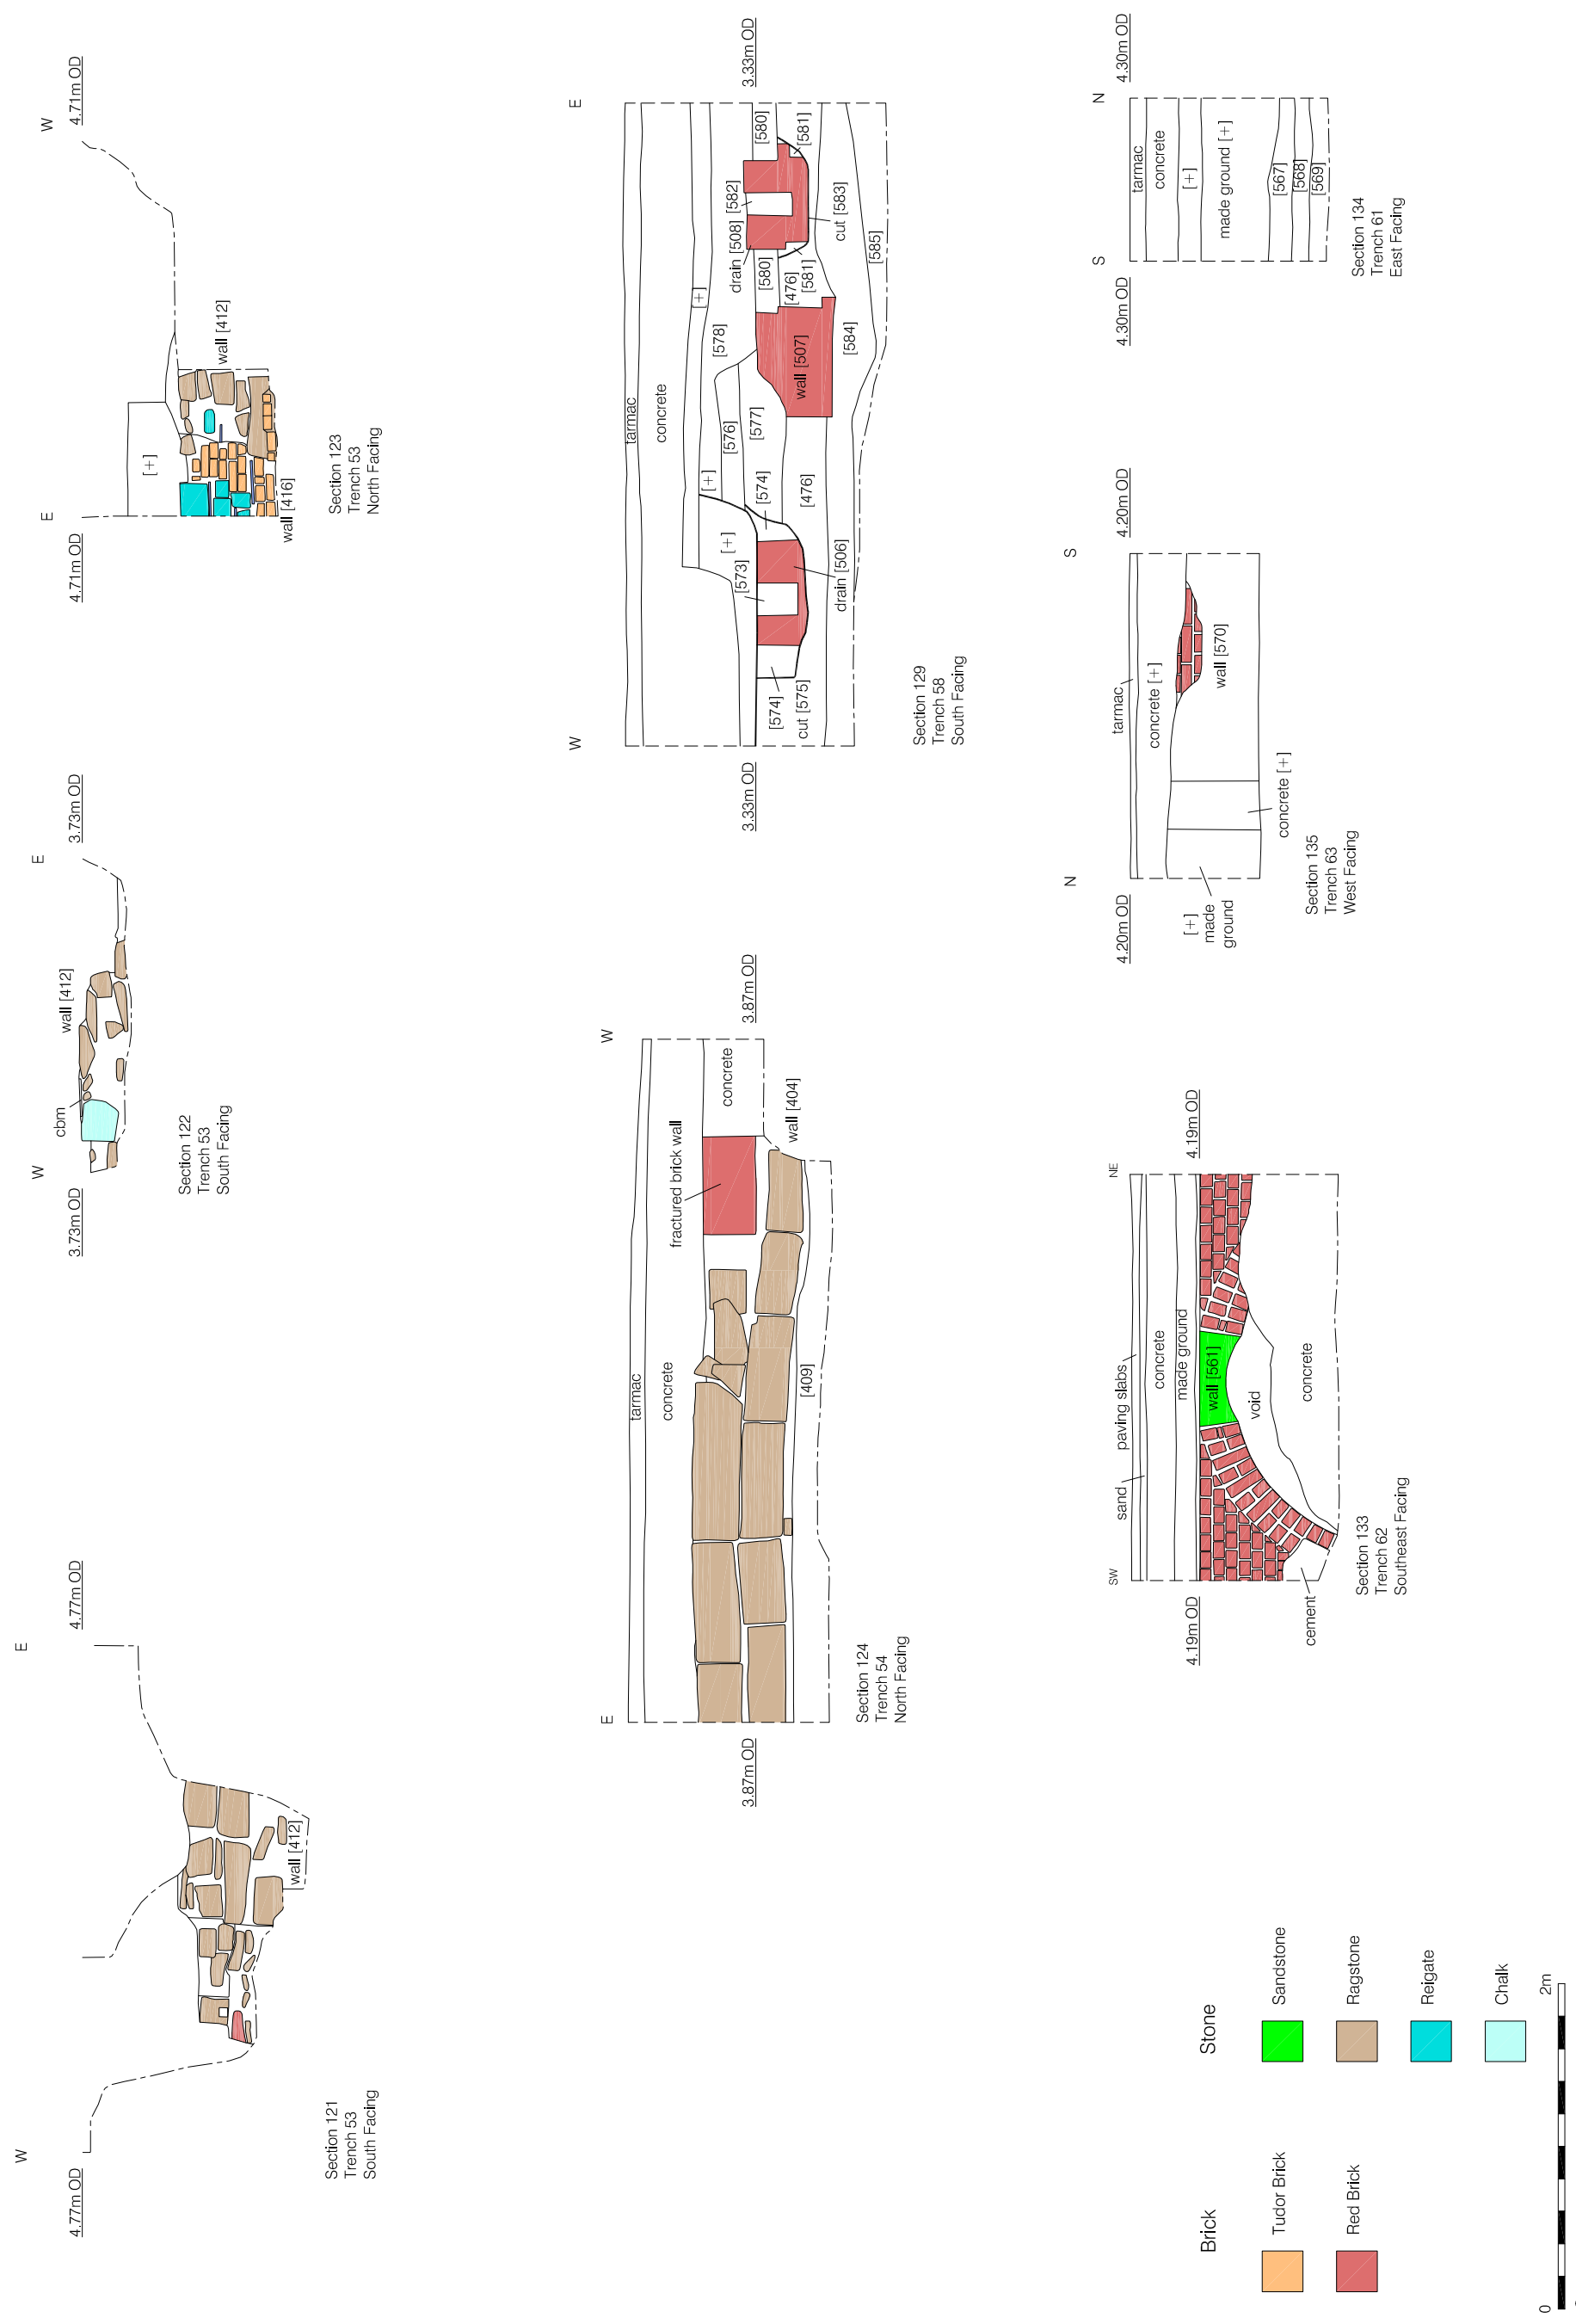 W
E
4.77m OD
4.77m OD
wall [412]
Section 121
Trench 53
South Facing
W
E
3.73m OD
3.73m OD
cbm
wall [412]
Section 122
Trench 53
South Facing
E
W
4.71m OD
4.71m OD
[+]
wall [412]
wall [416]
Section 123
Trench 53
North Facing
E
W
3.87m OD
3.87m OD
tarmac
concrete
fractured brick wall
concrete
wall [404]
[409]
Section 124
Trench 54
North Facing
W
E
3.33m OD
3.33m OD
tarmac
concrete
[+]
[+]
[+]
[578]
[576]
[577]
[573]
[574]
[574]
cut [575]
drain [506]
[476]
[476]
wall [507]
[584]
[585]
drain [508]
[582]
[580]
[580]
[581]
[581]
cut [583]
Section 129
Trench 58
South Facing
SW
NE
4.19m OD
4.19m OD
sand
paving slabs
concrete
made ground
wall [561]
void
concrete
cement
Section 133
Trench 62
Southeast Facing
N
S
4.20m OD
4.20m OD
tarmac
concrete [+]
wall [570]
concrete [+]
[+]
made
ground
Section 135
Trench 63
West Facing
S
N
4.30m OD
4.30m OD
tarmac
concrete
[+]
made ground [+]
[567]
[568]
[569]
Section 134
Trench 61
East Facing
Brick
Tudor Brick
Red Brick
Stone
Sandstone
Ragstone
Reigate
Chalk
0
2m